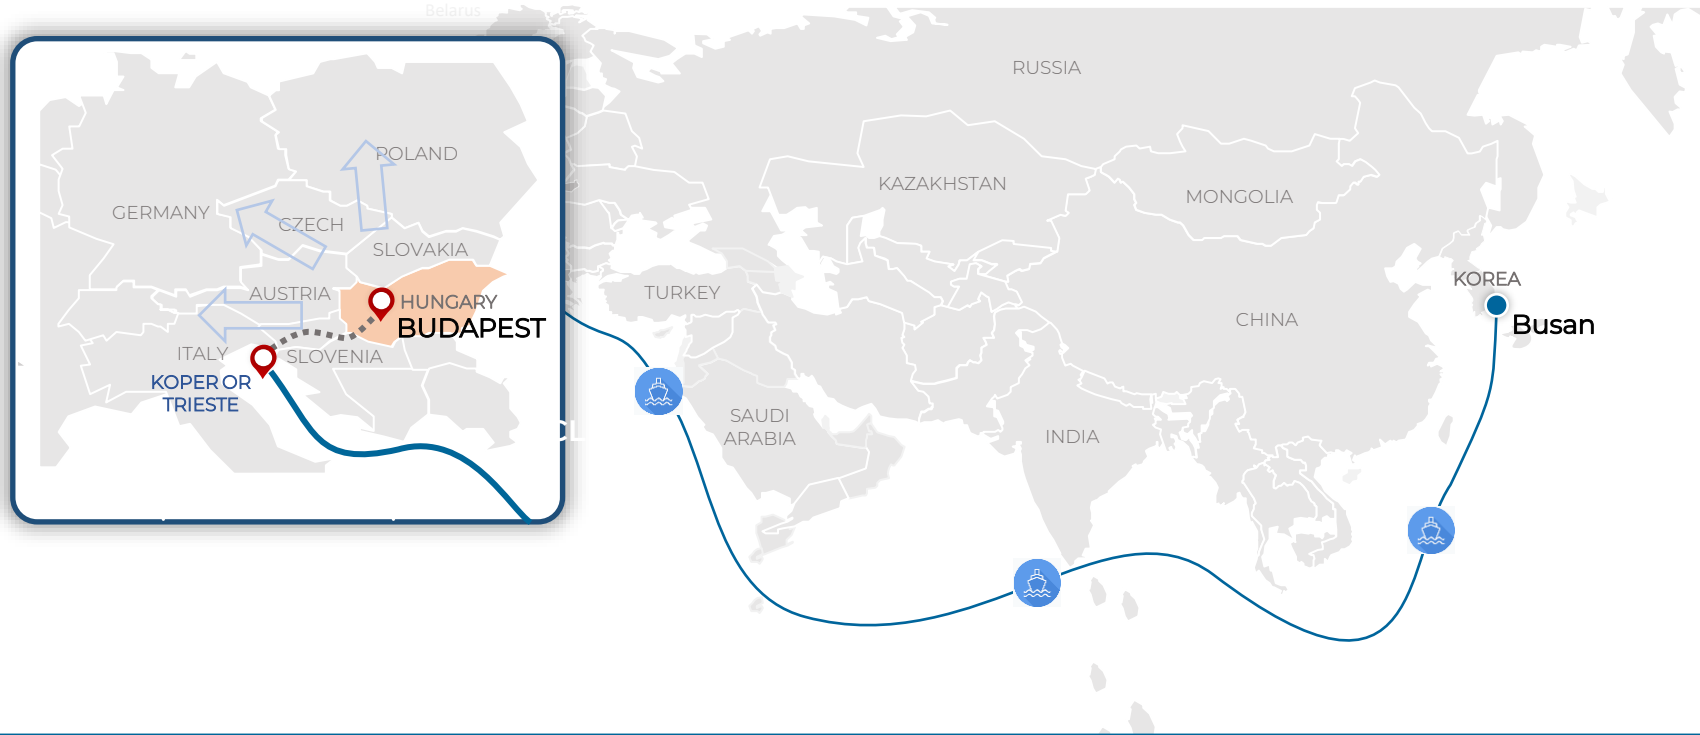 Belarus
RUSSIA
POLAND
KAZAKHSTAN
MONGOLIA
GERMANY
CZECH
SLOVAKIA
KOREA
AUSTRIA
HUNGARY
TURKEY
BUDAPEST
CHINA
Busan
ITALY
SLOVENIA
KOPER OR
TRIESTE
SAUDI
ARABIA
INDIA
CL